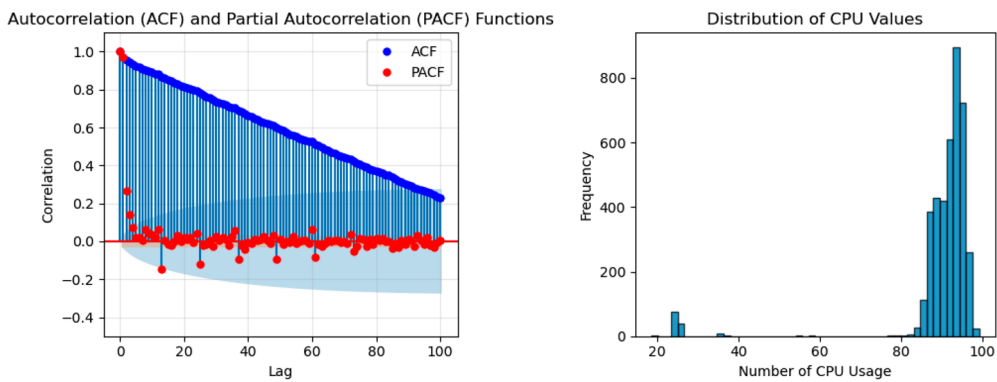 Autocorrelation (ACF) and Partial Autocorrelation (PACF) Functions
1.0
0.8
0.6
0.4
0.2
0.0
−0.2
−0.4
Correlation
0 20 40 60 80 100
Lag
ACF
PACF
Distribution of CPU Values
800
600
400
200
0
Frequency
20 40 60 80 100
Number of CPU Usage